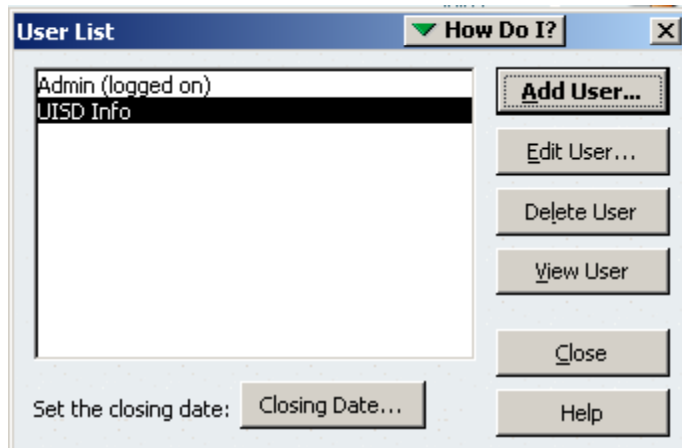 User List
How Do I?
Admin (logged on)
UISD Info
Add User...
Edit User...
Delete User
View User
Close
Set the closing date:
Closing Date...
Help